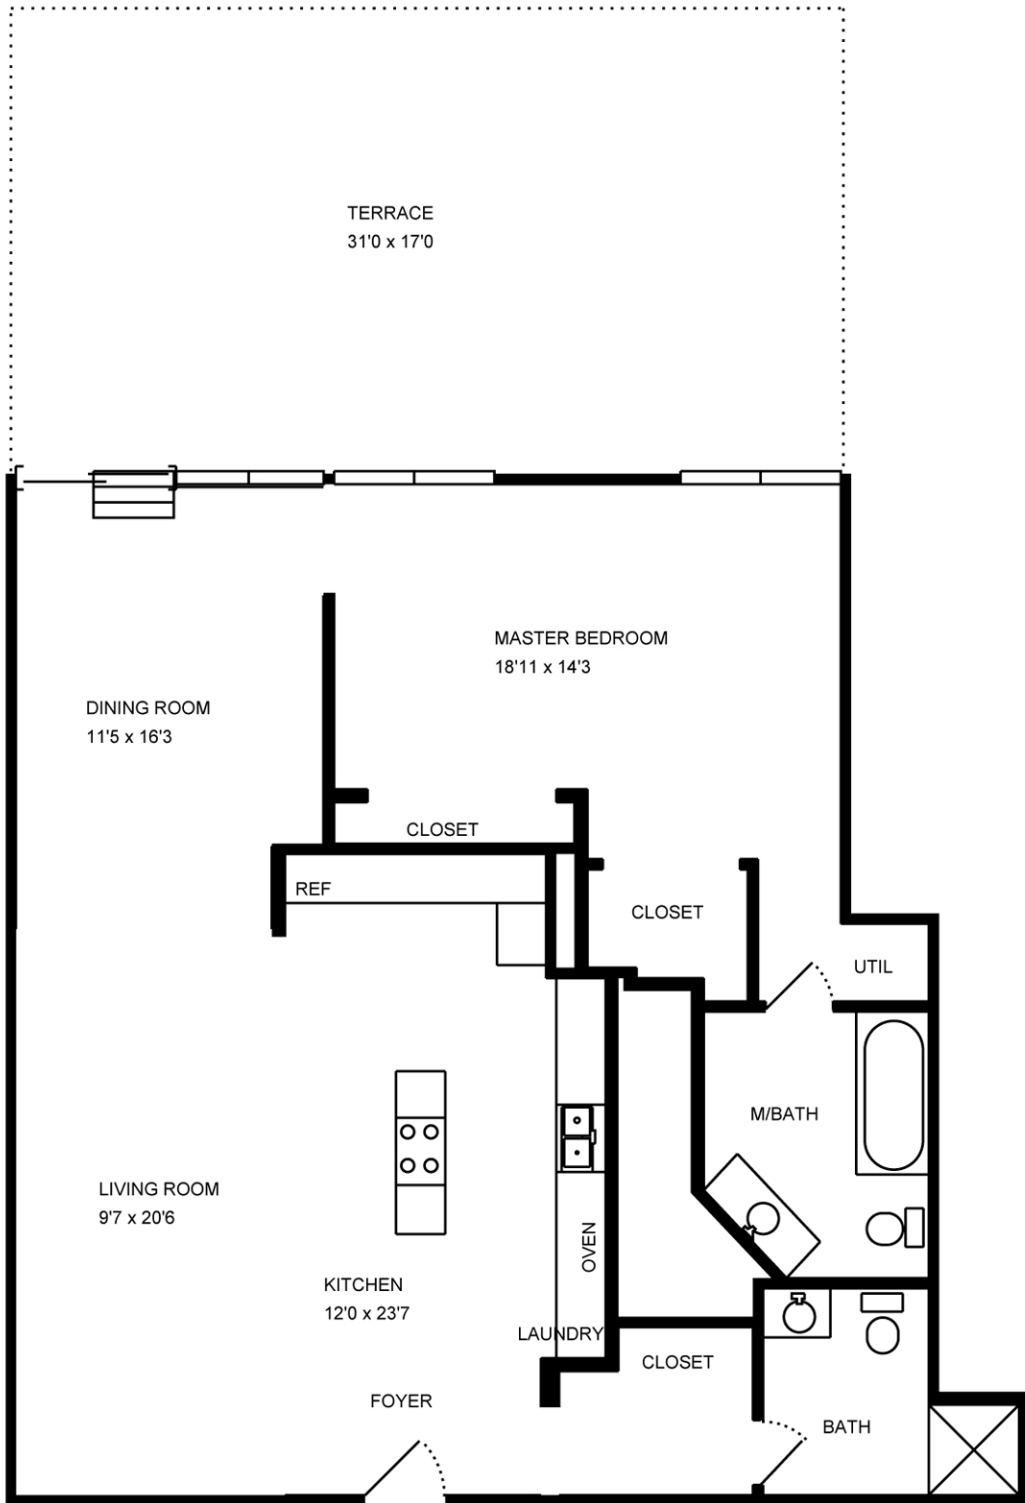 TERRACE
31'0 x 17'0
MASTER BEDROOM
18'11 x 14'3
DINING ROOM
11'5 x 16'3
CLOSET
REF
CLOSET
UTIL
M/BATH
LIVING ROOM
9'7 x 20'6
OVEN
KITCHEN
12'0 x 23'7
LAUNDRY
CLOSET
FOYER
BATH